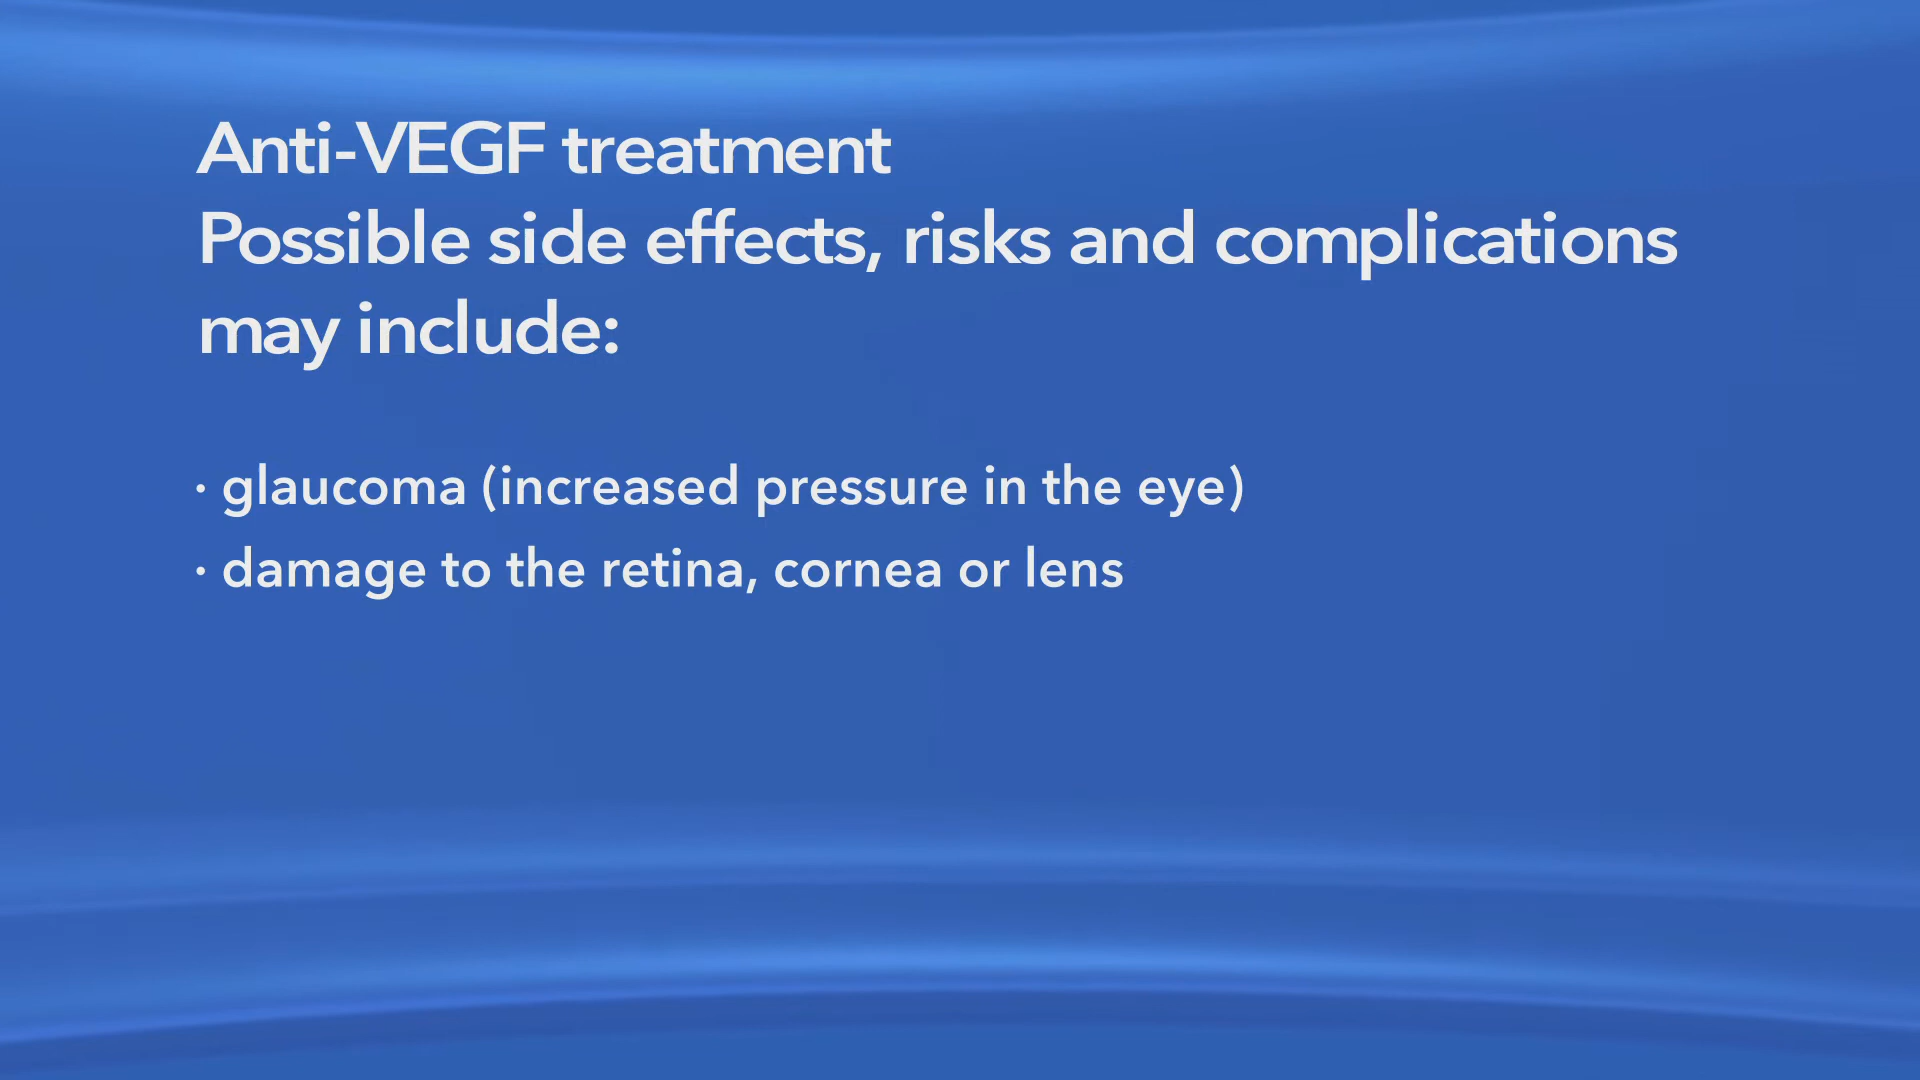 Anti-VEGF treatment
Possible side effects, risks and complications
may include:
· glaucoma (increased pressure in the eye)
· damage to the retina, cornea or lens